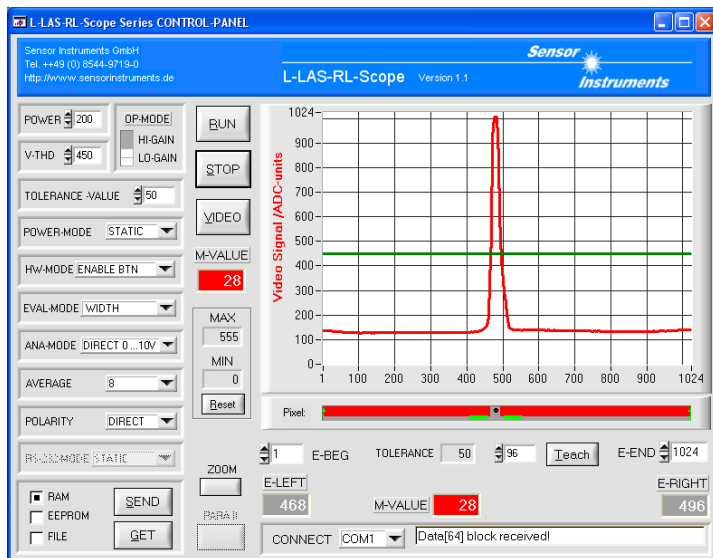 L-LAS-RL-Scope Series CONTROL-PANEL
Sensor Instruments GmbH
Tel. ++49 (0) 8544-9719-0
http://www.sensorinstruments.de
L-LAS-RL-Scope Version 1.1
Sensor
Instruments
POWER 200
OP-MODE
HI-GAIN
LO-GAIN
V-THD 450
TOLERANCE -VALUE 50
POWER-MODE STATIC
HW-MODE ENABLE BTN
EVAL-MODE WIDTH
ANA-MODE DIRECT 0...10V
AVERAGE 8
POLARITY DIRECT
RS-232-MODE STATIC
RAM
EEPROM
FILE
SEND
GET
RUN
STOP
VIDEO
M-VALUE
28
MAX
555
MIN
0
Reset
ZOOM
PARA II
Video Signal /ADC-units
1024
900
800
700
600
500
400
300
200
100
0
1 100 200 300 400 500 600 700 800 900 1024
Pixel:
1 E-BEG TOLERANCE 50 96 Teach E-END 1024
E-LEFT
468
M-VALUE 28
E-RIGHT
496
CONNECT COM1 Data[64] block received!